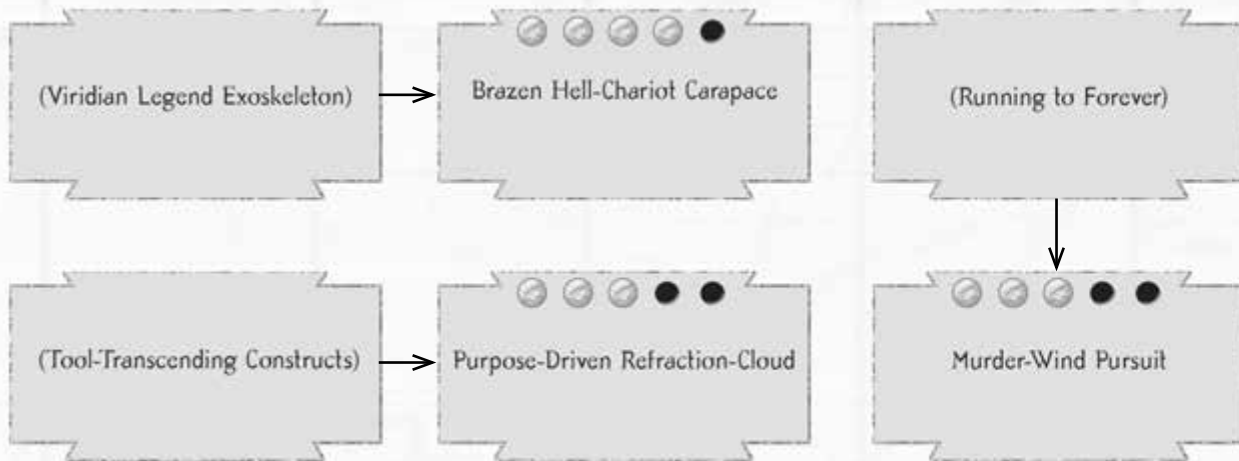 (Viridian Legend Exoskeleton)
Brazen Hell-Chariot Carapace
(Running to Forever)
(Tool-Transcending Constructs)
Purpose-Driven Refraction-Cloud
Murder-Wind Pursuit